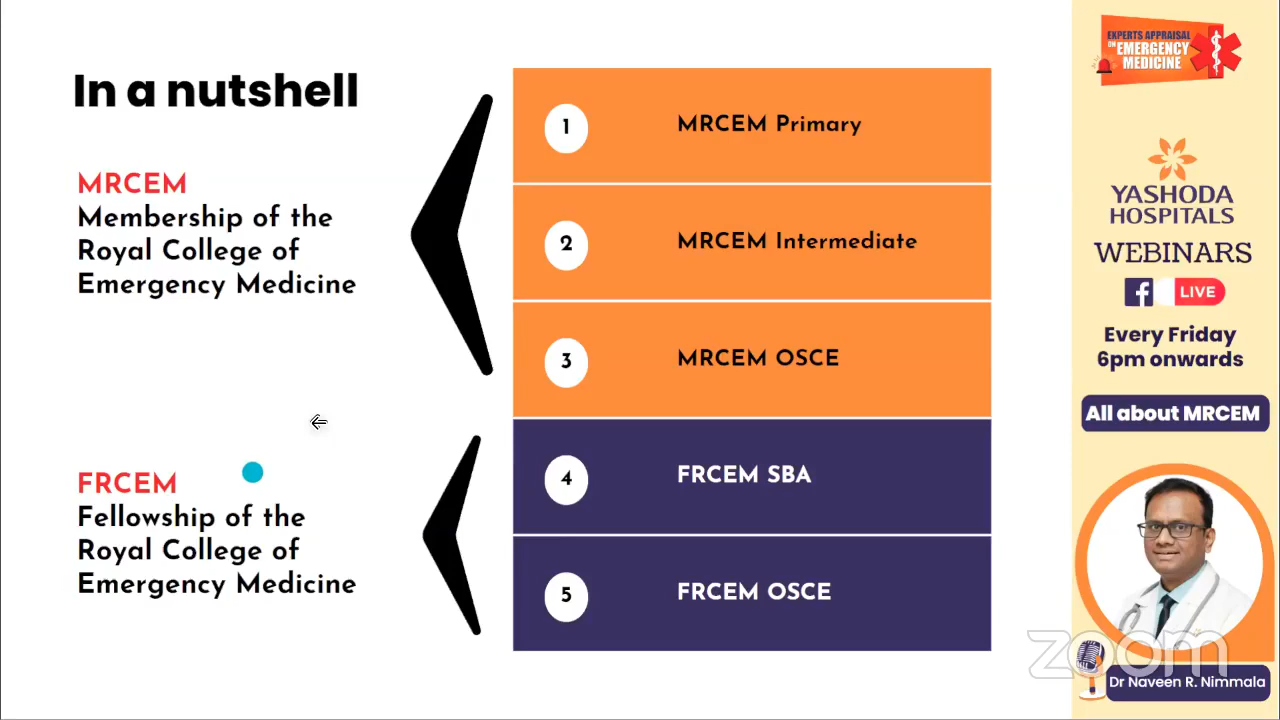 In a nutshell
MRCEM
Membership of the
Royal College of
Emergency Medicine
FRCEM
Fellowship of the
Royal College of
Emergency Medicine
1 MRCEM Primary
2 MRCEM Intermediate
3 MRCEM OSCE
4 FRCEM SBA
5 FRCEM OSCE
EXPERTS APPRAISAL
ON EMERGENCY
MEDICINE
YASHODA
HOSPITALS
WEBINARS
f LIVE
Every Friday
6pm onwards
All about MRCEM
zoom
Dr Naveen R. Nimmala